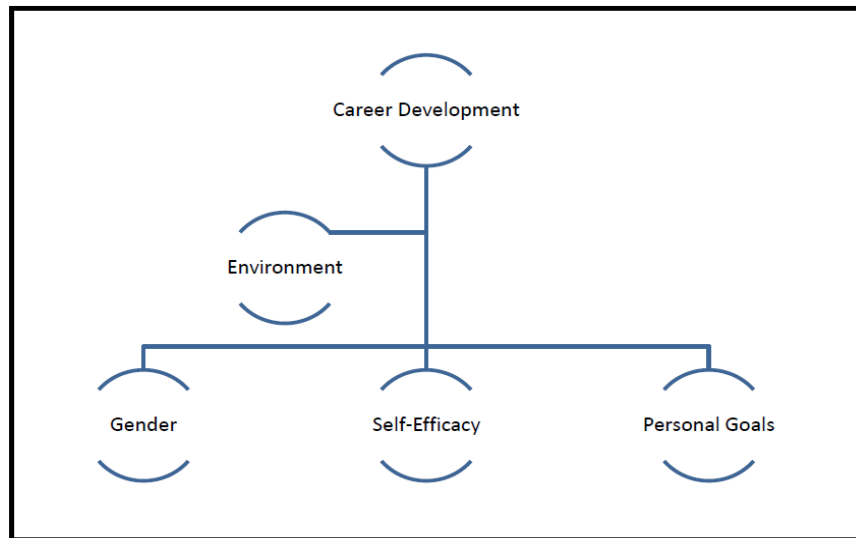 Career Development
Environment
Gender
Self-Efficacy
Personal Goals